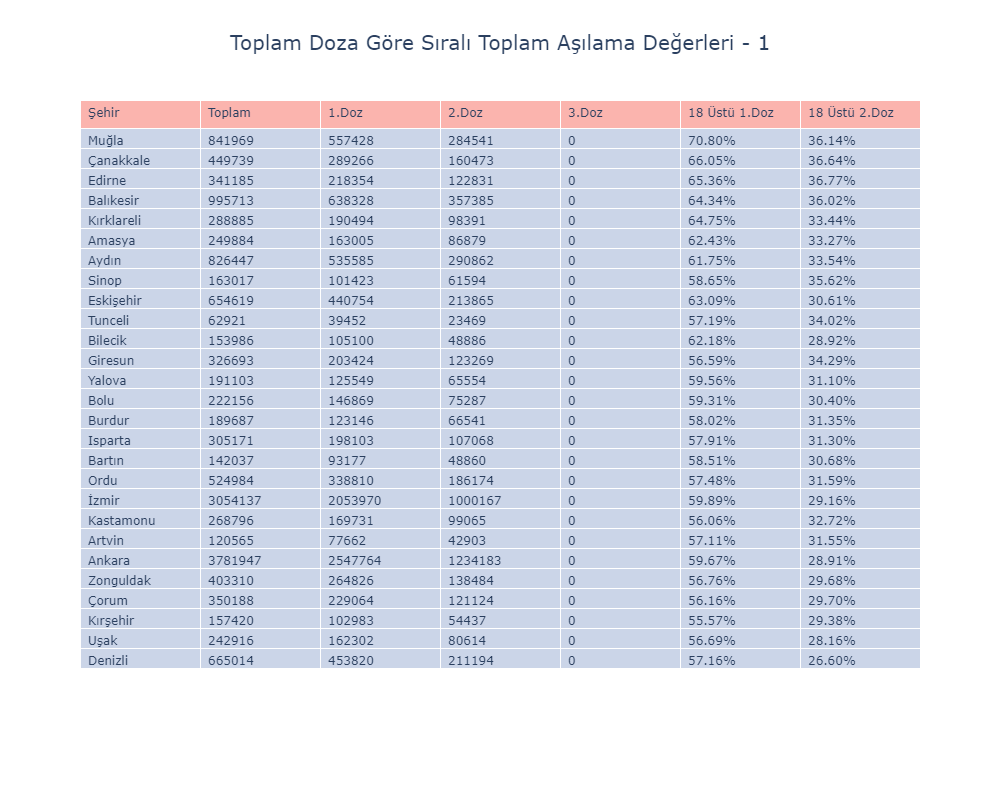 Toplam Doza Göre Sıralı Toplam Aşılama Değerleri - 1
Şehir Toplam 1.Doz 2.Doz 3.Doz 18 Üstü 1.Doz 18 Üstü 2.Doz
Muğla 841969 557428 284541 0 70.80% 36.14%
Çanakkale 449739 289266 160473 0 66.05% 36.64%
Edirne 341185 218354 122831 0 65.36% 36.77%
Balıkesir 995713 638328 357385 0 64.34% 36.02%
Kırklareli 288885 190494 98391 0 64.75% 33.44%
Amasya 249884 163005 86879 0 62.43% 33.27%
Aydın 826447 535585 290862 0 61.75% 33.54%
Sinop 163017 101423 61594 0 58.65% 35.62%
Eskişehir 654619 440754 213865 0 63.09% 30.61%
Tunceli 62921 39452 23469 0 57.19% 34.02%
Bilecik 153986 105100 48886 0 62.18% 28.92%
Giresun 326693 203424 123269 0 56.59% 34.29%
Yalova 191103 125549 65554 0 59.56% 31.10%
Bolu 222156 146869 75287 0 59.31% 30.40%
Burdur 189687 123146 66541 0 58.02% 31.35%
Isparta 305171 198103 107068 0 57.91% 31.30%
Bartın 142037 93177 48860 0 58.51% 30.68%
Ordu 524984 338810 186174 0 57.48% 31.59%
İzmir 3054137 2053970 1000167 0 59.89% 29.16%
Kastamonu 268796 169731 99065 0 56.06% 32.72%
Artvin 120565 77662 42903 0 57.11% 31.55%
Ankara 3781947 2547764 1234183 0 59.67% 28.91%
Zonguldak 403310 264826 138484 0 56.76% 29.68%
Çorum 350188 229064 121124 0 56.16% 29.70%
Kırşehir 157420 102983 54437 0 55.57% 29.38%
Uşak 242916 162302 80614 0 56.69% 28.16%
Denizli 665014 453820 211194 0 57.16% 26.60%